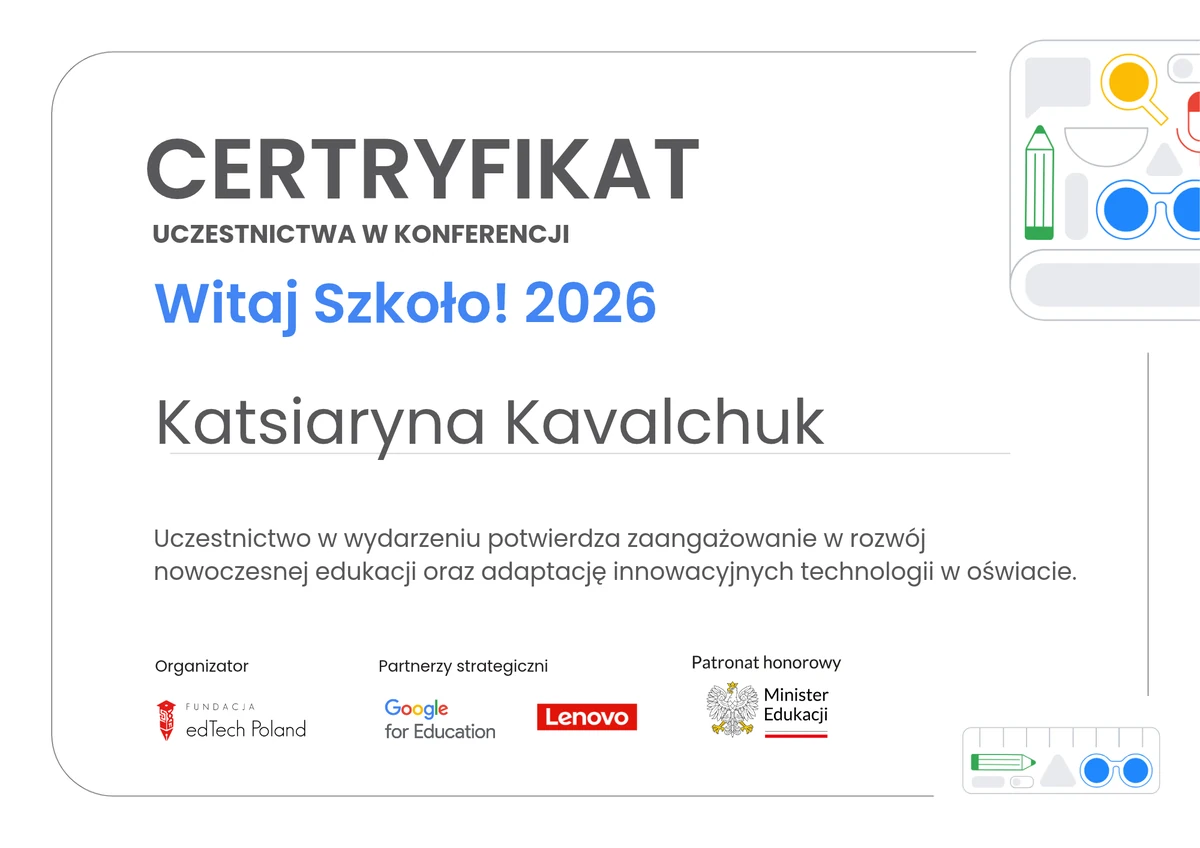 CERTRYFIKAT
UCZESTNICTWA W KONFERENCJI
Witaj Szkoło! 2026
Katsiaryna Kavalchuk
Uczestnictwo w wydarzeniu potwierdza zaangażowanie w rozwój
nowoczesnej edukacji oraz adaptację innowacyjnych technologii w oświacie.
Organizator
FUNDACJA
edTech Poland
Partnerzy strategiczni
Google
for Education
Lenovo
Patronat honorowy
Minister
Edukacji